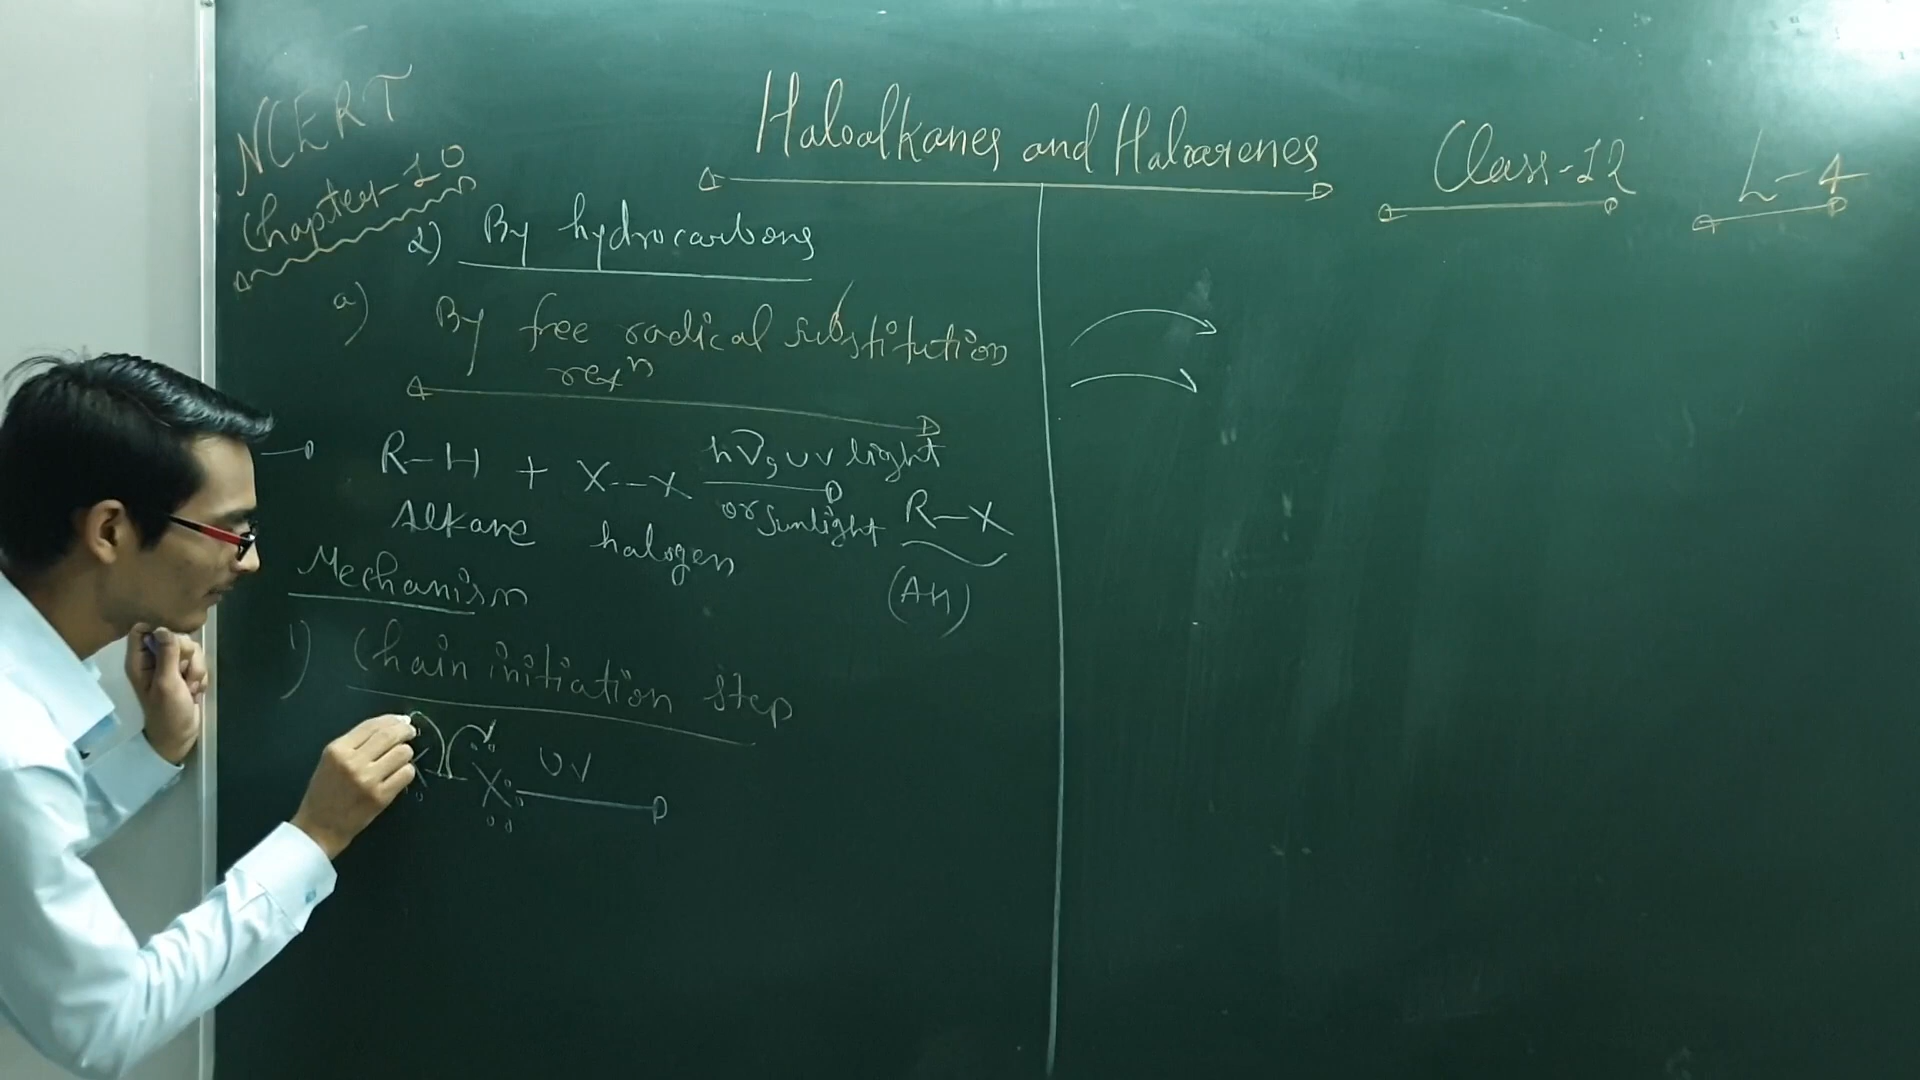 NCERT
Chapter-10
Haloalkanes and Haloarenes
Class-12
L-4
2) By hydrocarbons
a) By free radical substitution
rexn
R-H + X--X hν, UV light
or Sunlight R-X
Alkane halogen
(AH)
Mechanism
1) Chain initiation step
X - X UV